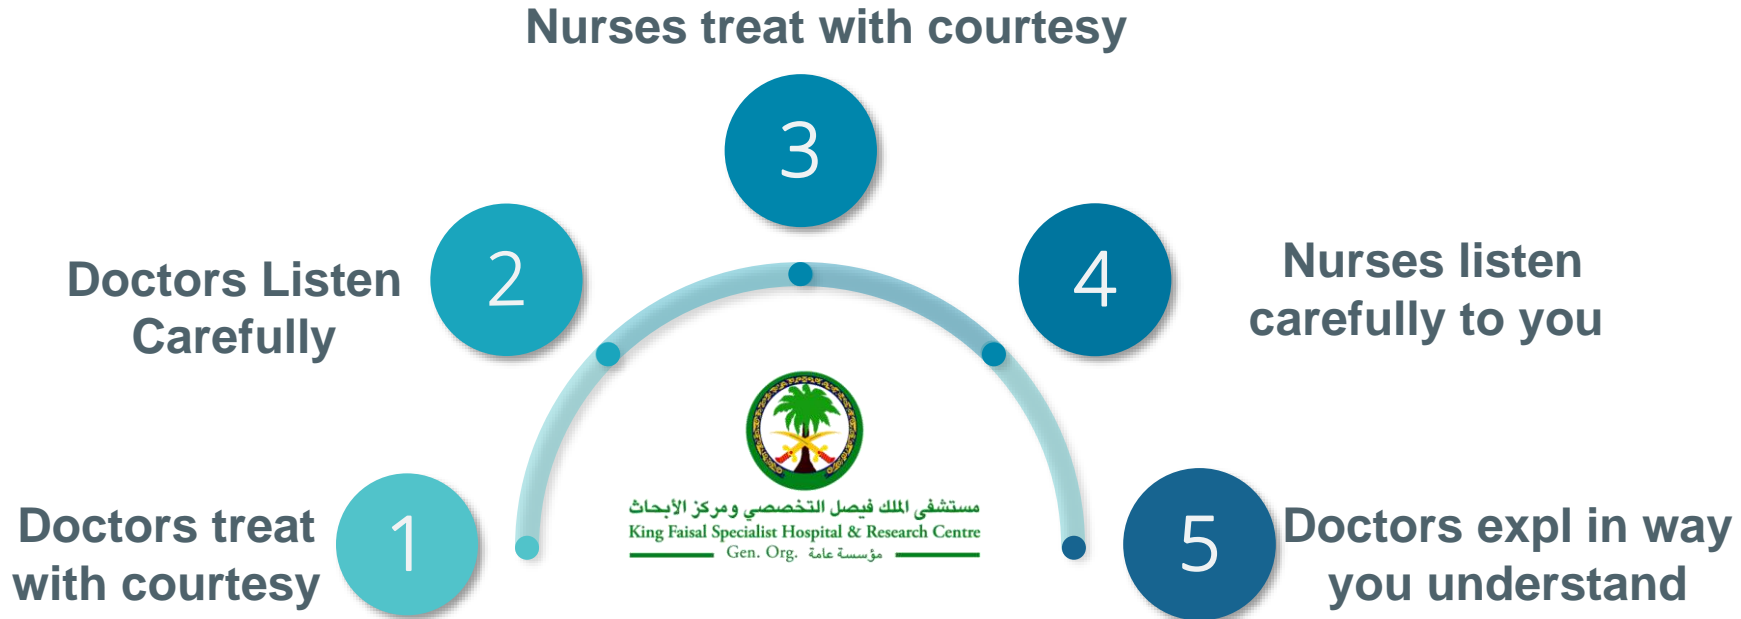 Nurses treat with courtesy
3
2
Doctors Listen
Carefully
4
Nurses listen
carefully to you
1
Doctors treat
with courtesy
مستشفى الملك فيصل التخصصي ومركز الأبحاث
King Faisal Specialist Hospital & Research Centre
Gen. Org. مؤسسة عامة
5
Doctors expl in way
you understand